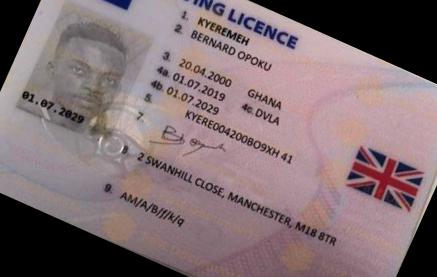 ING LICENCE
1. KYEREMEH
2. BERNARD OPOKU
3. 20.04.2000 GHANA
4a. 01.07.2019 4c. DVLA
4b. 01.07.2029
5. KYERE004200BO9XH 41
7.
01.07.2029
8. 2 SWANHILL CLOSE, MANCHESTER, M18 8TR
9. AM/A/B/f/k/q